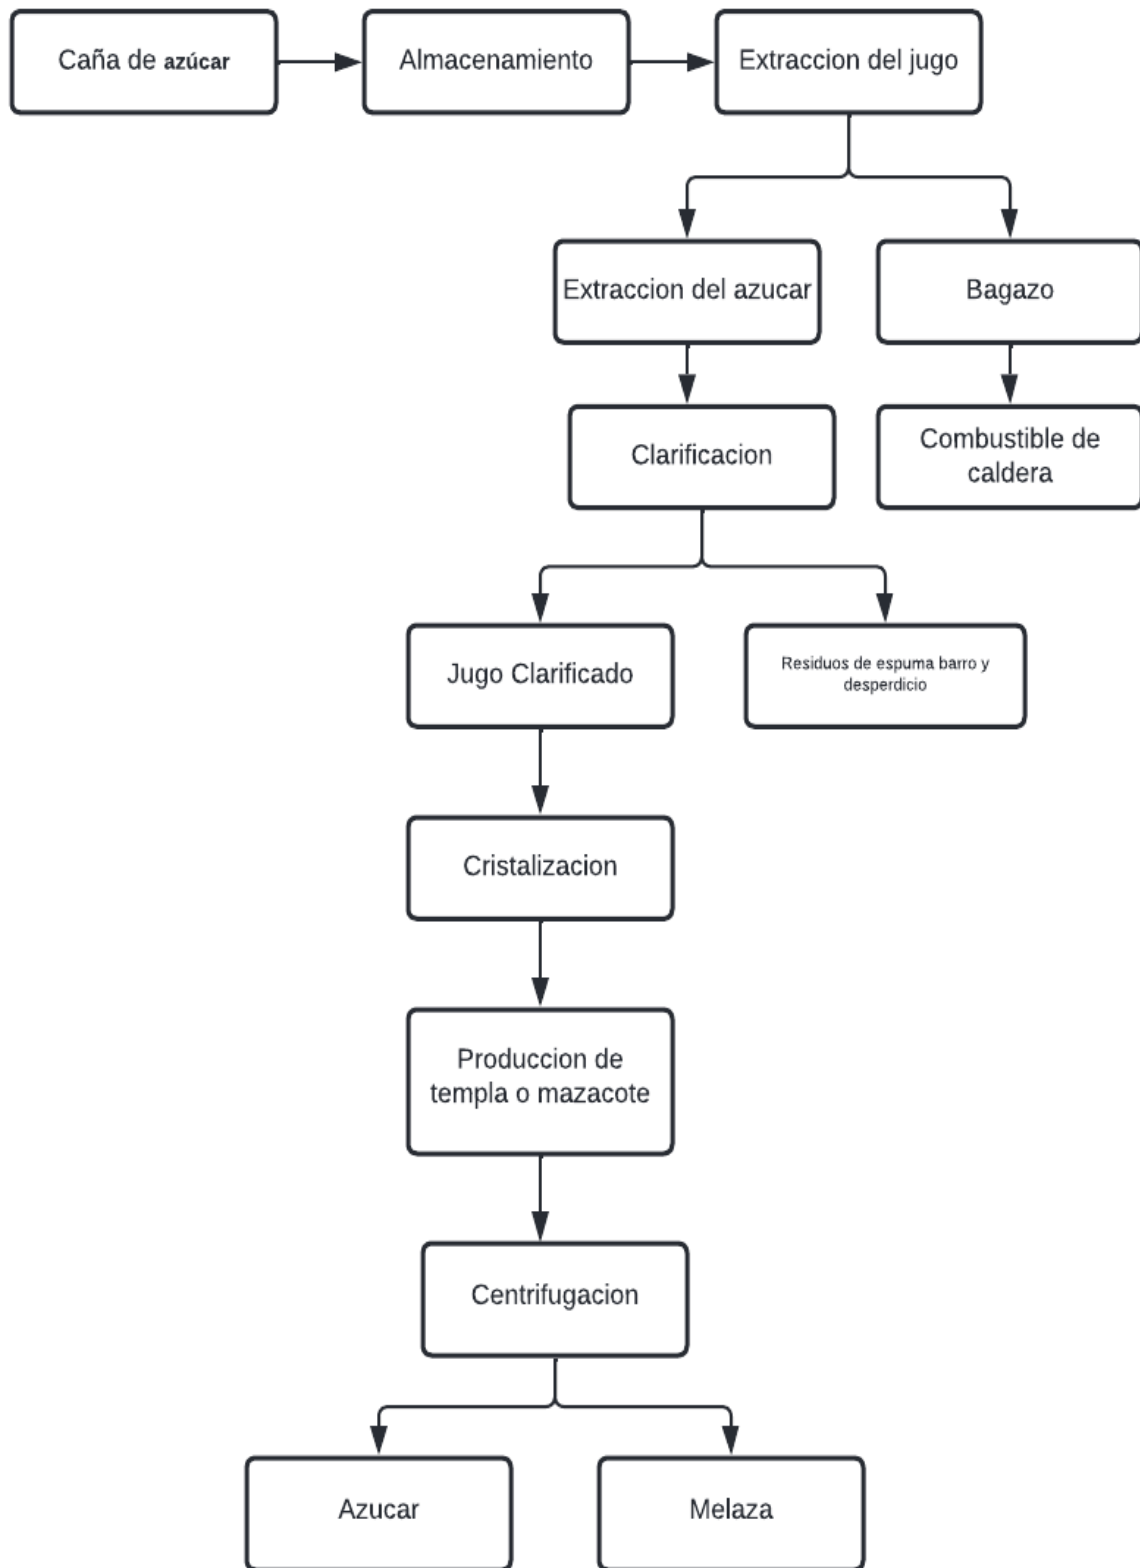 Caña de azúcar
Almacenamiento
Extraccion del jugo
Extraccion del azucar
Bagazo
Clarificacion
Combustible de
caldera
Jugo Clarificado
Residuos de espuma barro y
desperdicio
Cristalizacion
Produccion de
templa o mazacote
Centrifugacion
Azucar
Melaza